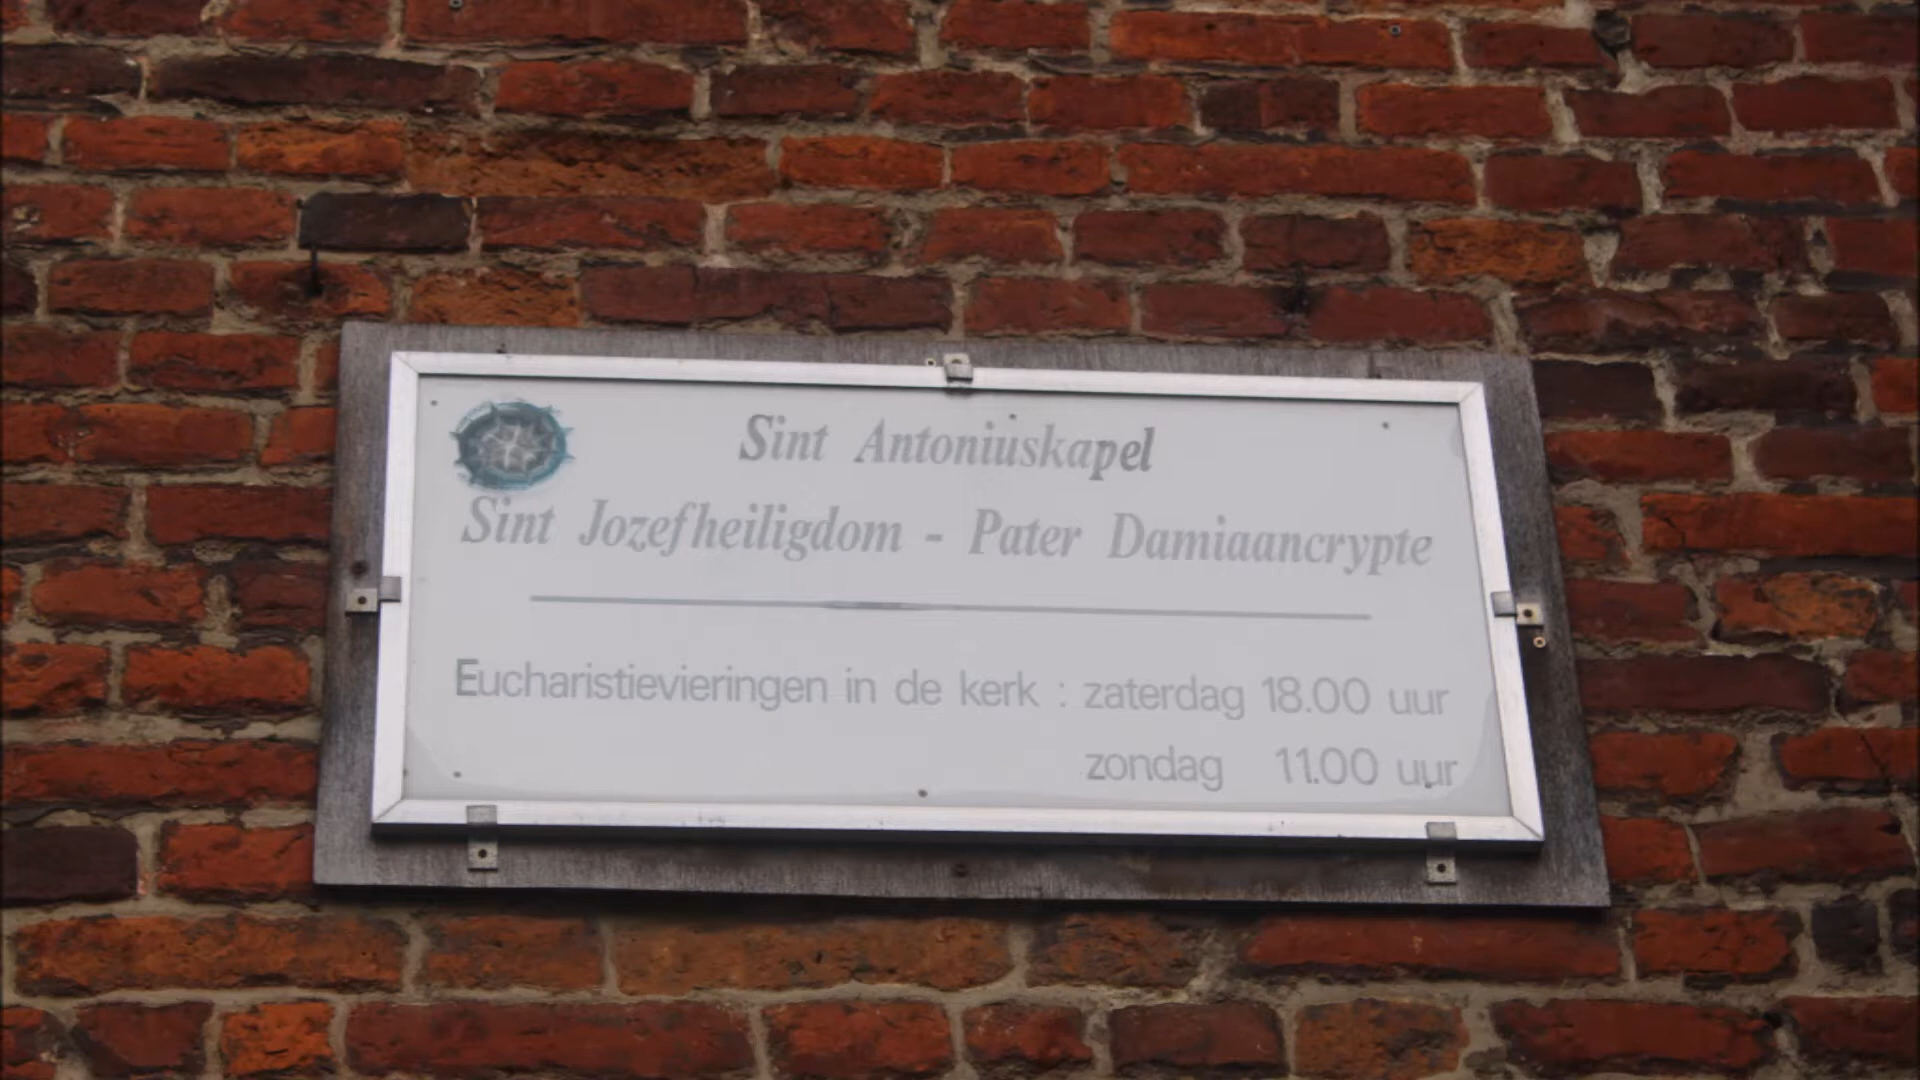 Sint Antoniuskapel
Sint Jozefheiligdom - Pater Damiaancrypte
Eucharistievieringen in de kerk : zaterdag 18.00 uur
zondag 11.00 uur